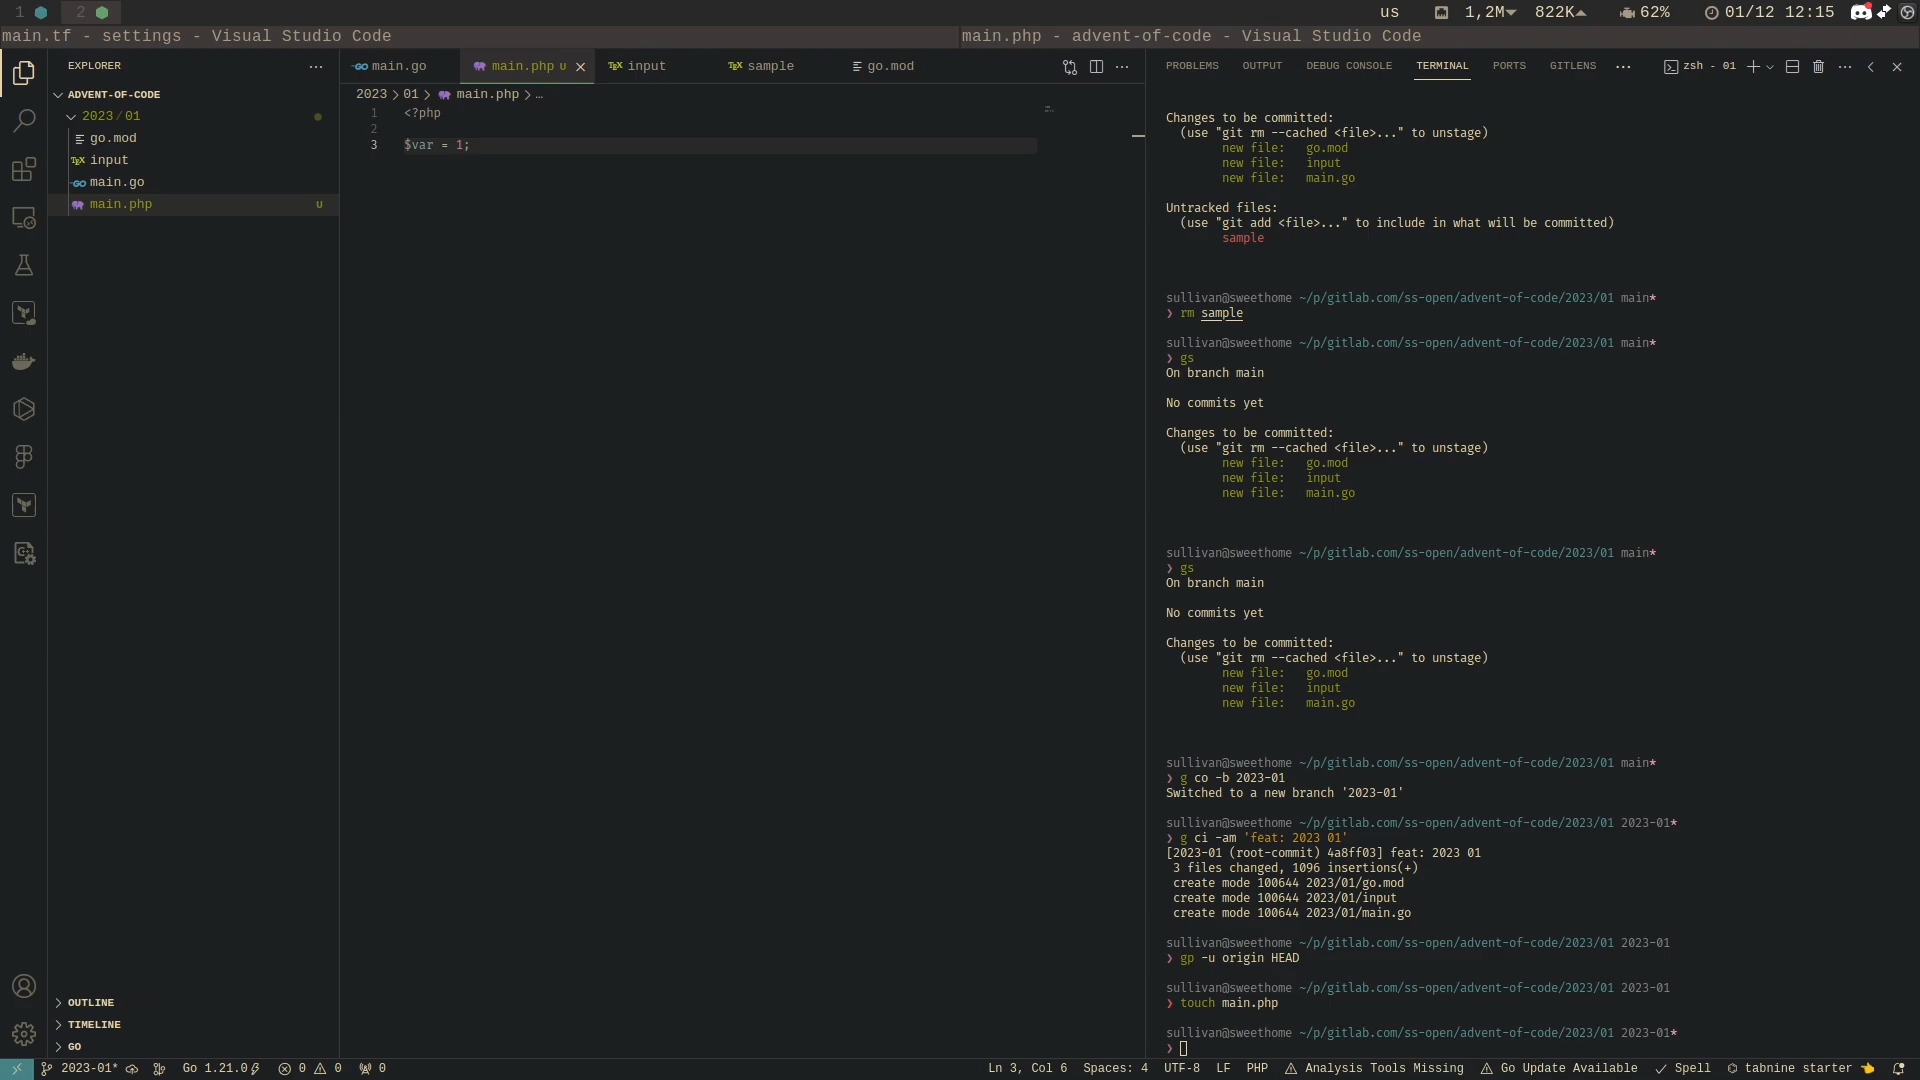 1 2 us 1,2M 822K 62% 01/12 12:15
main.tf - settings - Visual Studio Code
main.php - advent-of-code - Visual Studio Code
EXPLORER
ADVENT-OF-CODE
2023/01
go.mod
input
main.go
main.php U
OUTLINE
TIMELINE
GO
main.go main.php U input sample go.mod
2023 > 01 > main.php > …
1 <?php
2
3 $var = 1;
PROBLEMS OUTPUT DEBUG CONSOLE TERMINAL PORTS GITLENS zsh - 01
Changes to be committed:
(use "git rm --cached <file>..." to unstage)
new file: go.mod
new file: input
new file: main.go
Untracked files:
(use "git add <file>..." to include in what will be committed)
sample
sullivan@sweethome ~/p/gitlab.com/ss-open/advent-of-code/2023/01 main*
❯ rm sample
sullivan@sweethome ~/p/gitlab.com/ss-open/advent-of-code/2023/01 main*
❯ gs
On branch main
No commits yet
Changes to be committed:
(use "git rm --cached <file>..." to unstage)
new file: go.mod
new file: input
new file: main.go
sullivan@sweethome ~/p/gitlab.com/ss-open/advent-of-code/2023/01 main*
❯ gs
On branch main
No commits yet
Changes to be committed:
(use "git rm --cached <file>..." to unstage)
new file: go.mod
new file: input
new file: main.go
sullivan@sweethome ~/p/gitlab.com/ss-open/advent-of-code/2023/01 main*
❯ g co -b 2023-01
Switched to a new branch '2023-01'
sullivan@sweethome ~/p/gitlab.com/ss-open/advent-of-code/2023/01 2023-01*
❯ g ci -am 'feat: 2023 01'
[2023-01 (root-commit) 4a8ff03] feat: 2023 01
3 files changed, 1096 insertions(+)
create mode 100644 2023/01/go.mod
create mode 100644 2023/01/input
create mode 100644 2023/01/main.go
sullivan@sweethome ~/p/gitlab.com/ss-open/advent-of-code/2023/01 2023-01
❯ gp -u origin HEAD
sullivan@sweethome ~/p/gitlab.com/ss-open/advent-of-code/2023/01 2023-01
❯ touch main.php
sullivan@sweethome ~/p/gitlab.com/ss-open/advent-of-code/2023/01 2023-01*
❯
2023-01* Go 1.21.0 0 0 0 Ln 3, Col 6 Spaces: 4 UTF-8 LF PHP Analysis Tools Missing Go Update Available Spell tabnine starter